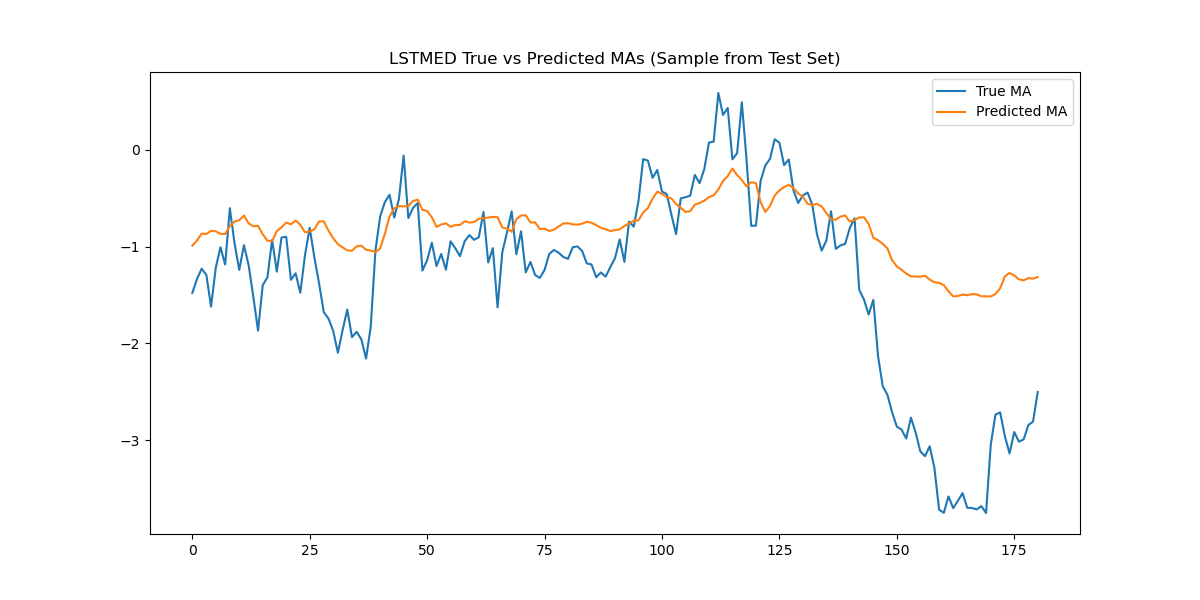 LSTMED True vs Predicted MAs (Sample from Test Set)
True MA
Predicted MA
0
−1
−2
−3
0 25 50 75 100 125 150 175